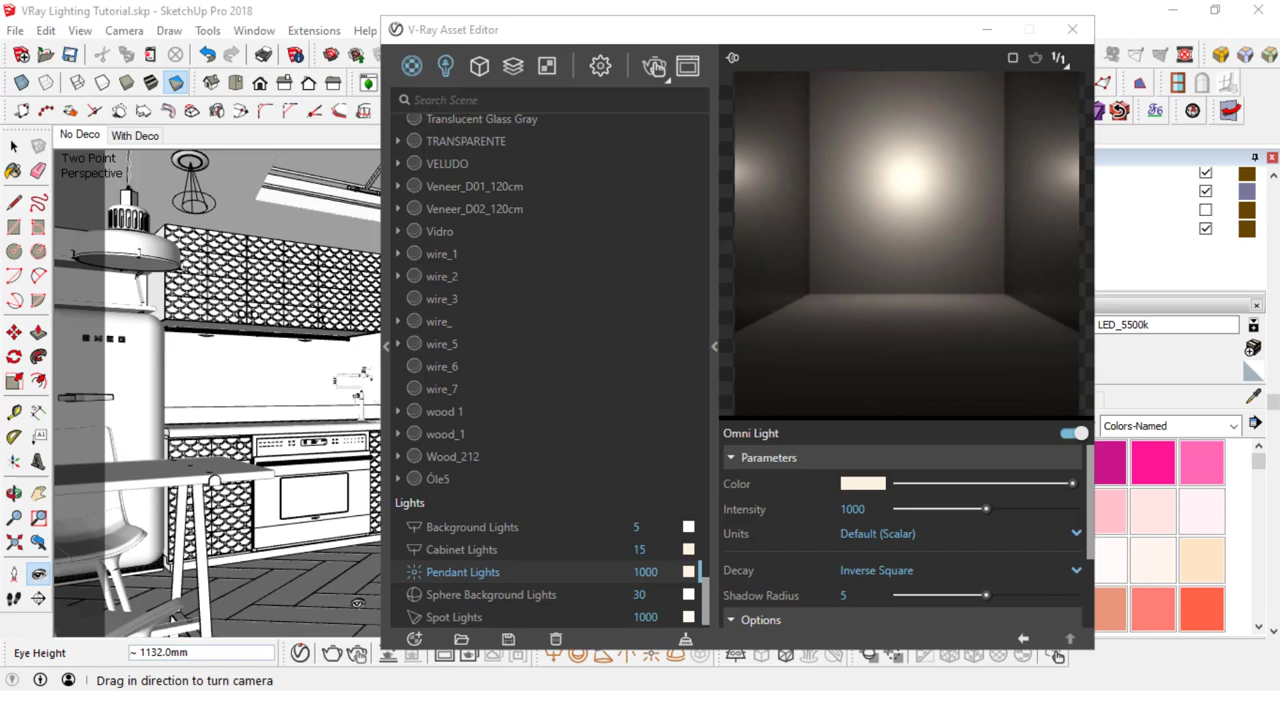 VRay Lighting Tutorial.skp - SketchUp Pro 2018
File Edit View Camera Draw Tools Window Extensions Help
V-Ray Asset Editor
No Deco
With Deco
Two Point
Perspective
Search Scene
Translucent Glass Gray
TRANSPARENTE
VELUDO
Veneer_D01_120cm
Veneer_D02_120cm
Vidro
wire_1
wire_2
wire_3
wire_
wire_5
wire_6
wire_7
wood 1
wood_1
Wood_212
Óle5
Lights
Background Lights 5
Cabinet Lights 15
Pendant Lights 1000
Sphere Background Lights 30
Spot Lights 1000
1/1
Omni Light
Parameters
Color
Intensity 1000
Units Default (Scalar)
Decay Inverse Square
Shadow Radius 5
Options
LED_5500k
Colors-Named
SMEG
Eye Height ~ 1132.0mm
Drag in direction to turn camera